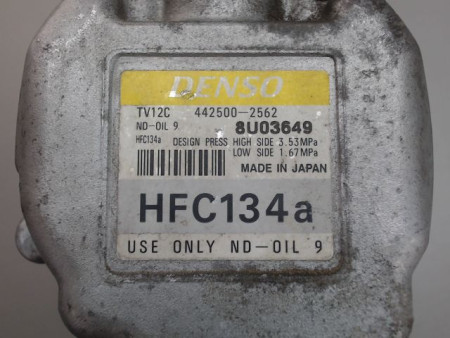 DENSO
TV12C 442500-2562
ND-OIL 9 8U03649
HFC134a DESIGN PRESS HIGH SIDE 3.53MPa
LOW SIDE 1.67MPa
MADE IN JAPAN
HFC134a
USE ONLY ND-OIL 9